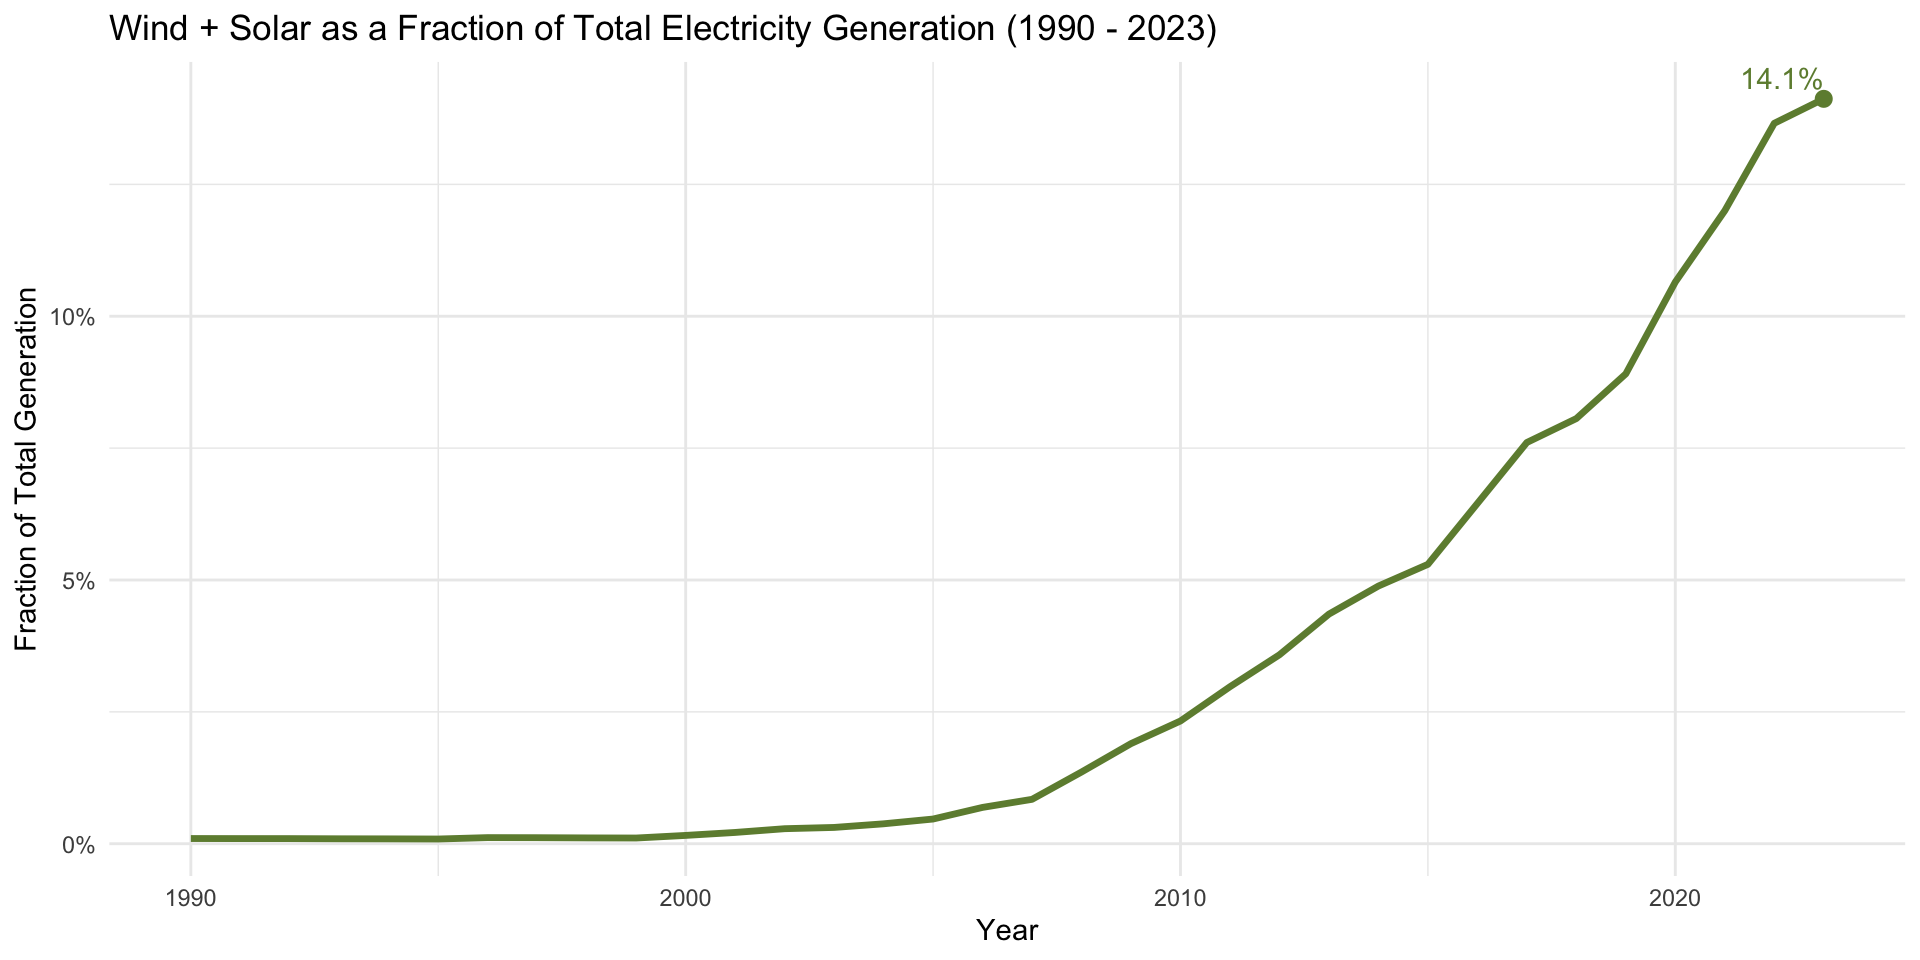 Wind + Solar as a Fraction of Total Electricity Generation (1990 - 2023)
14.1%
Fraction of Total Generation
10%
5%
0%
1990 2000 2010 2020
Year